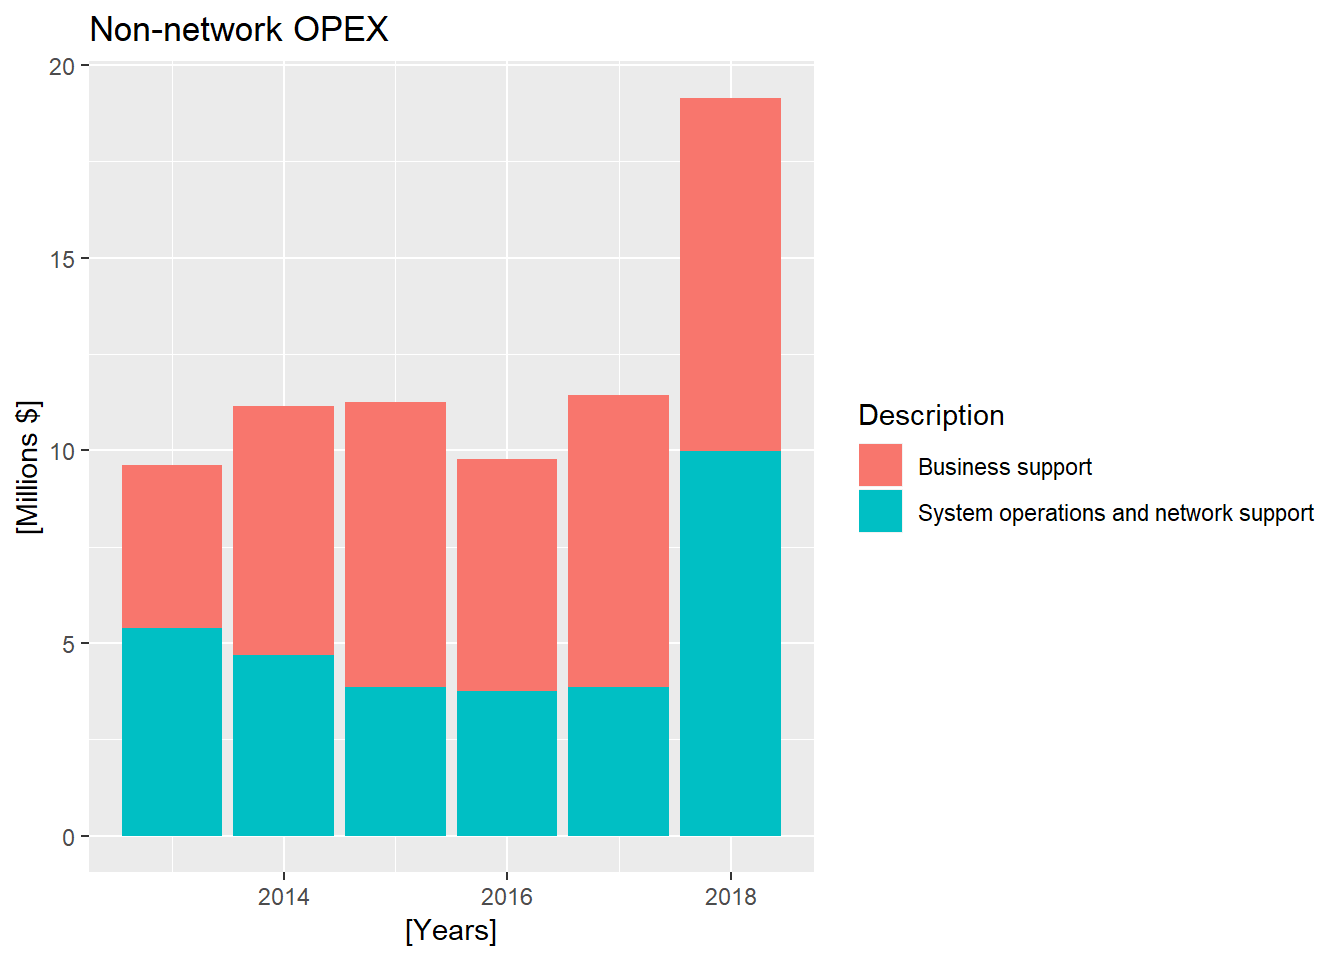 Non-network OPEX
20
15
10
5
0
[Millions $]
2014
2016
2018
[Years]
Description
Business support
System operations and network support